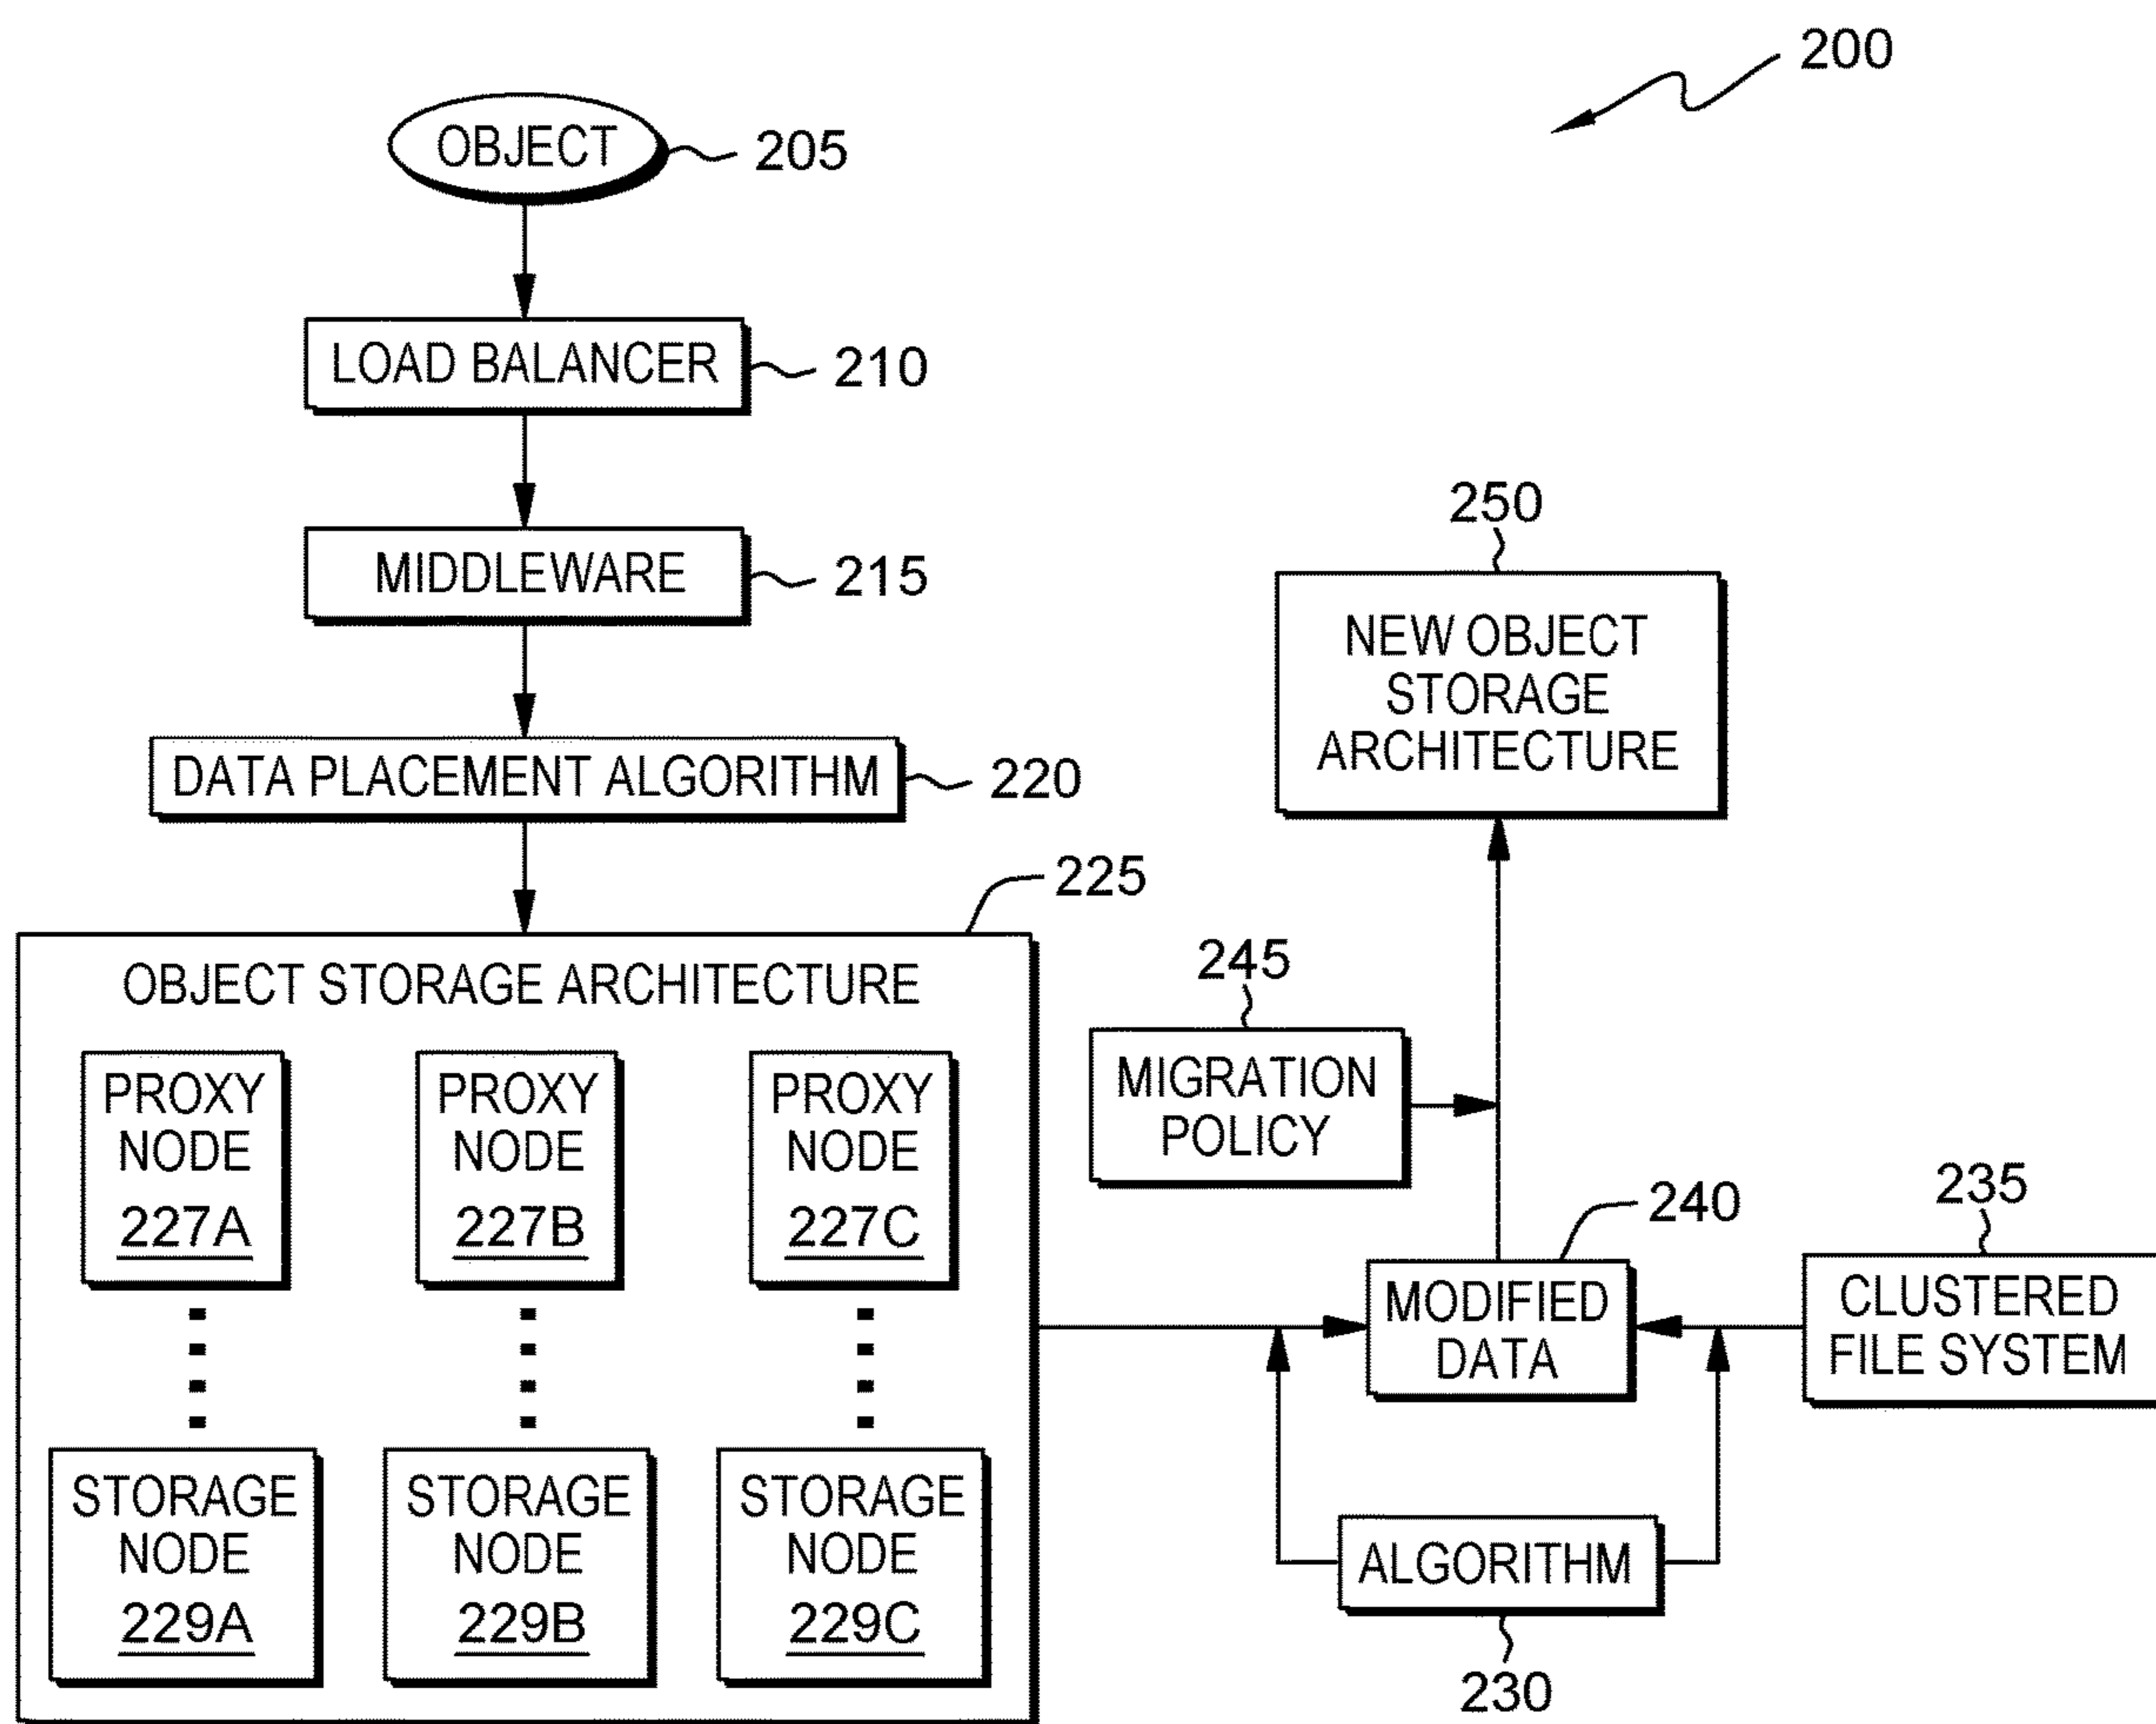 200
OBJECT
205
LOAD BALANCER
210
MIDDLEWARE
215
DATA PLACEMENT ALGORITHM
220
225
OBJECT STORAGE ARCHITECTURE
PROXY
NODE
227A
PROXY
NODE
227B
PROXY
NODE
227C
STORAGE
NODE
229A
STORAGE
NODE
229B
STORAGE
NODE
229C
250
NEW OBJECT
STORAGE
ARCHITECTURE
245
MIGRATION
POLICY
240
MODIFIED
DATA
235
CLUSTERED
FILE SYSTEM
ALGORITHM
230